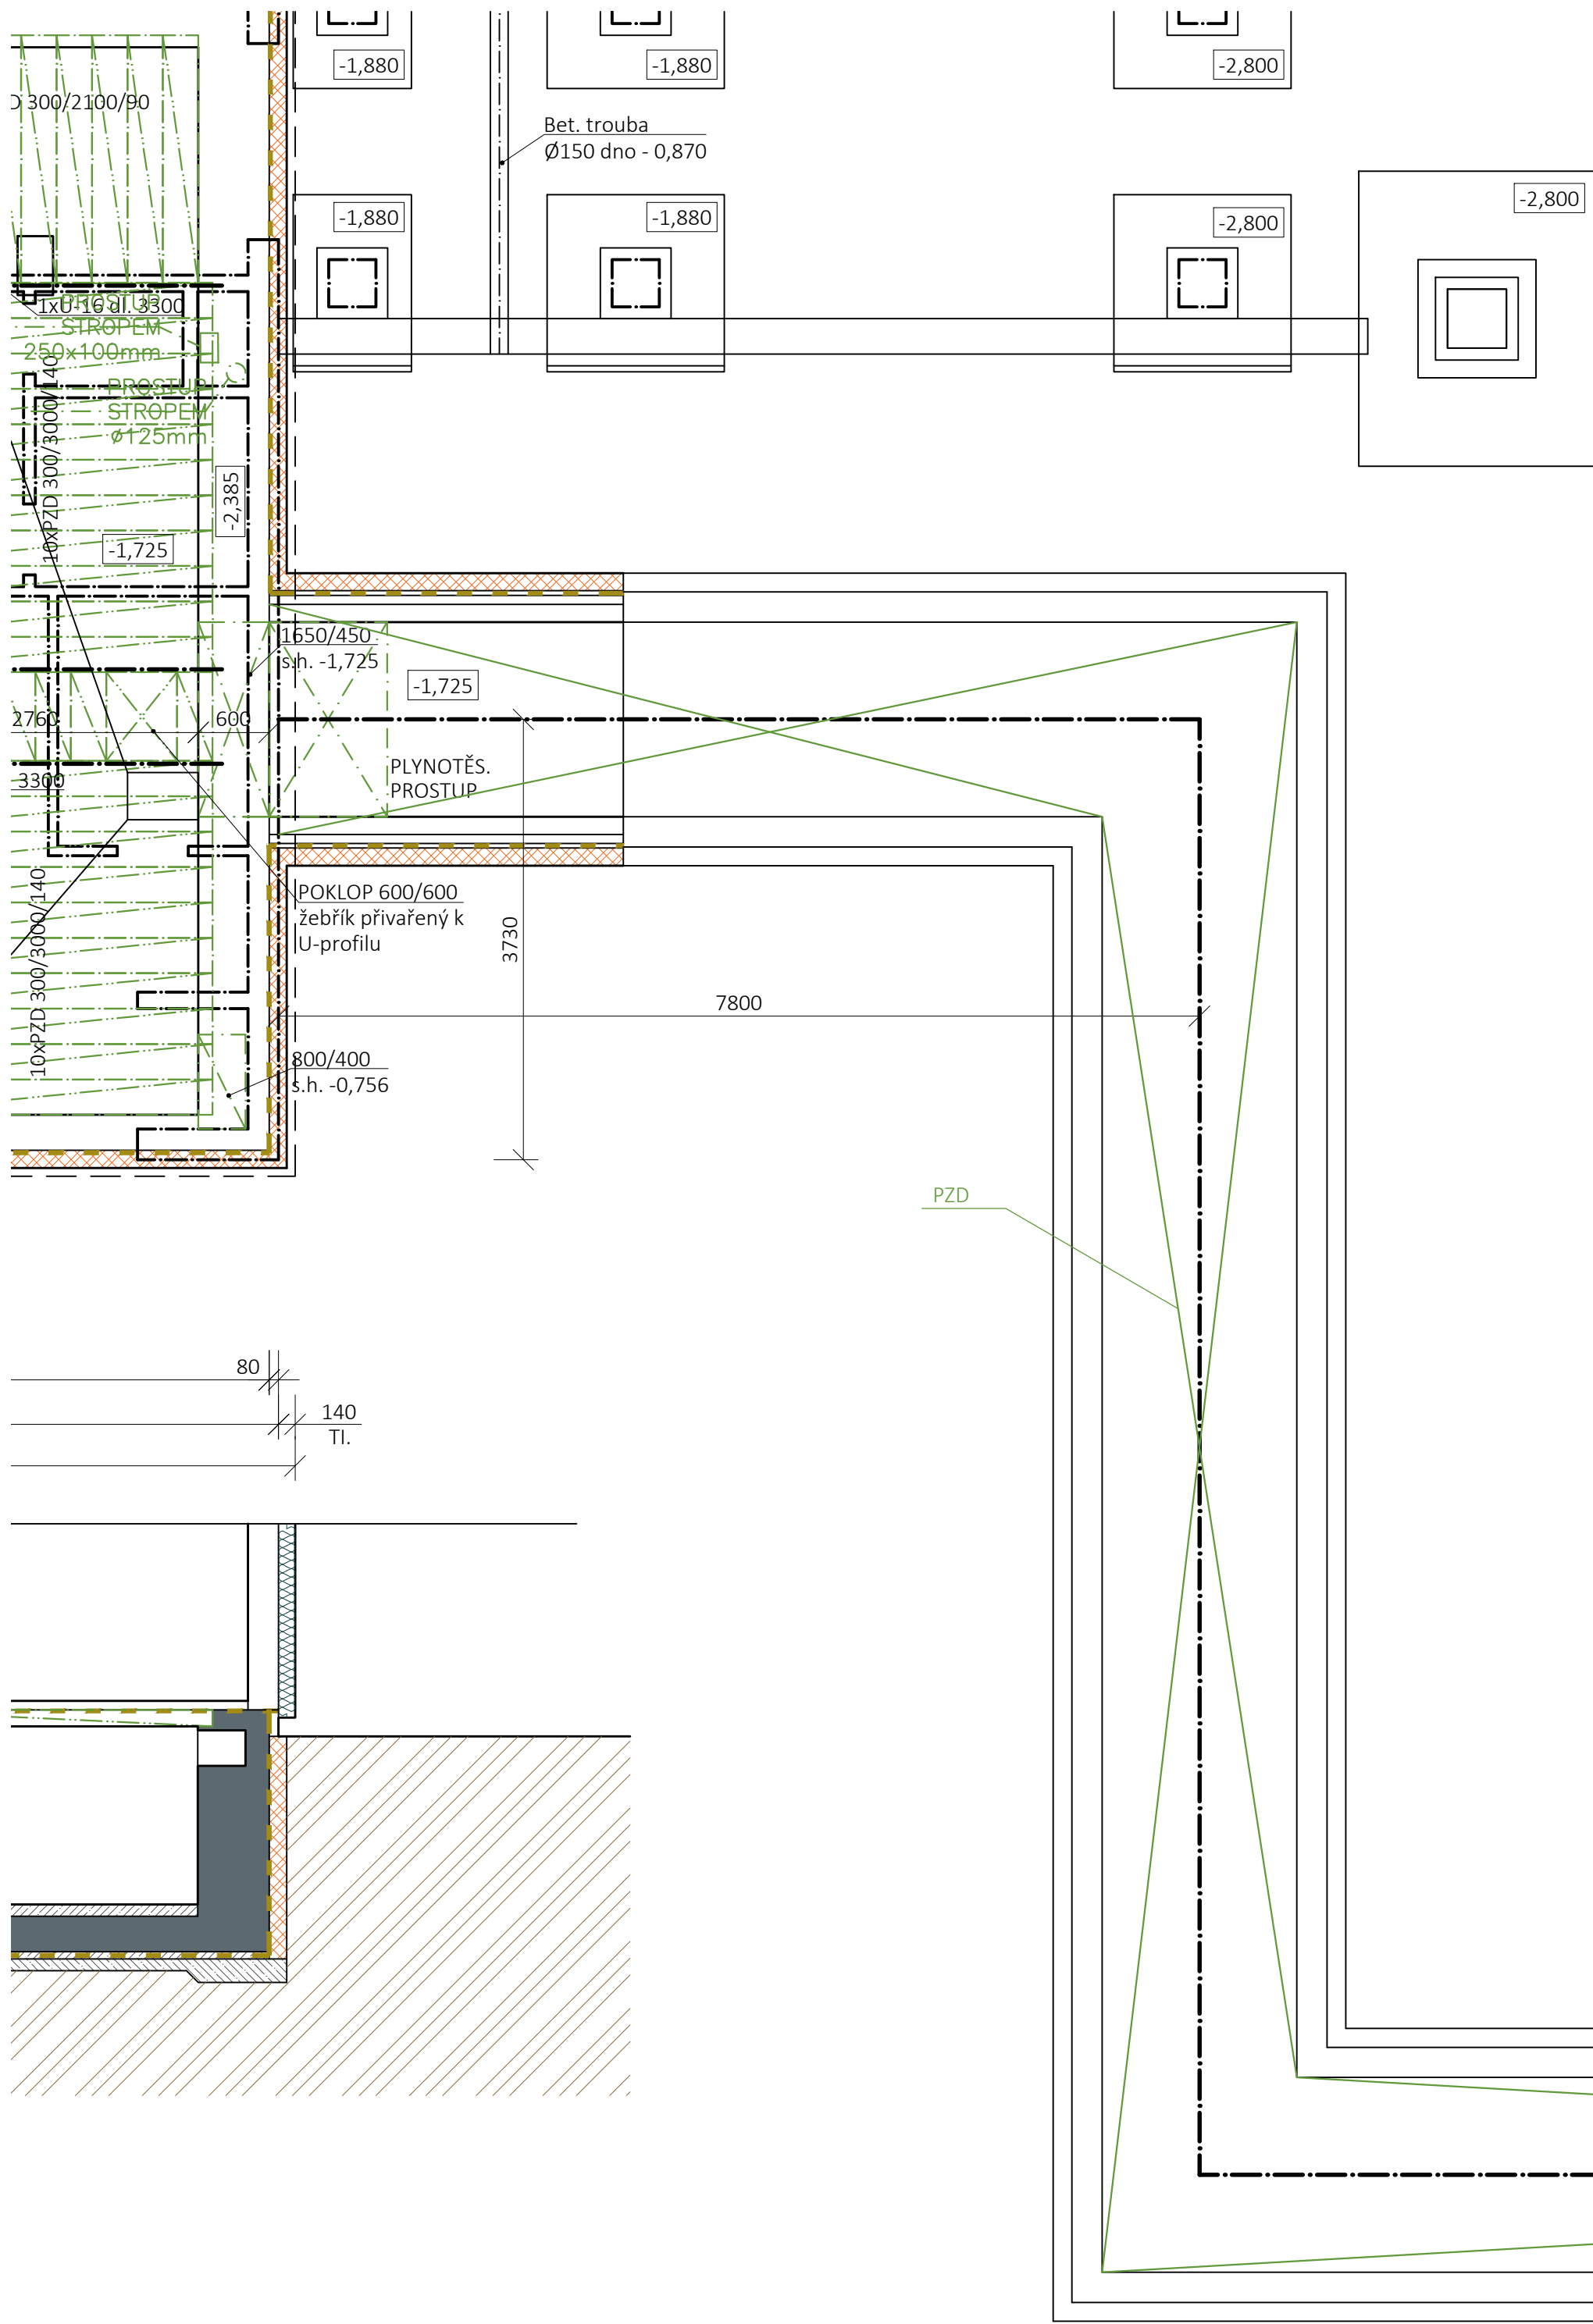 -1,880
-1,880
-2,800
D 300/2100/90
Bet. trouba
Ø150 dno - 0,870
-1,880
-1,880
-2,800
-2,800
1xU-16 dl. 3300
PROSTUP
STROPEM
250x100mm
PROSTUP
STROPEM
ø125mm
10xPZD 300/3000/140
-2,385
-1,725
1650/450
s.h. -1,725
-1,725
2760
600
3300
PLYNOTĚS.
PROSTUP
POKLOP 600/600
žebřík přivařený k
U-profilu
3730
10xPZD 300/3000/140
7800
800/400
s.h. -0,756
PZD
80
140
TI.